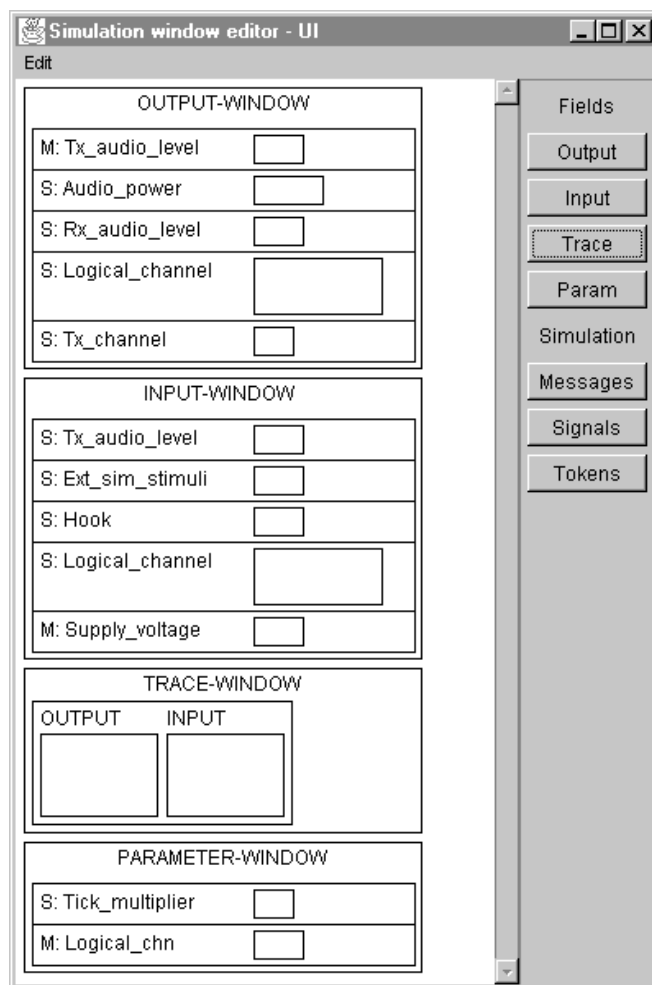 Simulation window editor - UI
Edit
OUTPUT-WINDOW
M: Tx_audio_level
S: Audio_power
S: Rx_audio_level
S: Logical_channel
S: Tx_channel
INPUT-WINDOW
S: Tx_audio_level
S: Ext_sim_stimuli
S: Hook
S: Logical_channel
M: Supply_voltage
TRACE-WINDOW
OUTPUT INPUT
PARAMETER-WINDOW
S: Tick_multiplier
M: Logical_chn
Fields
Output
Input
Trace
Param
Simulation
Messages
Signals
Tokens